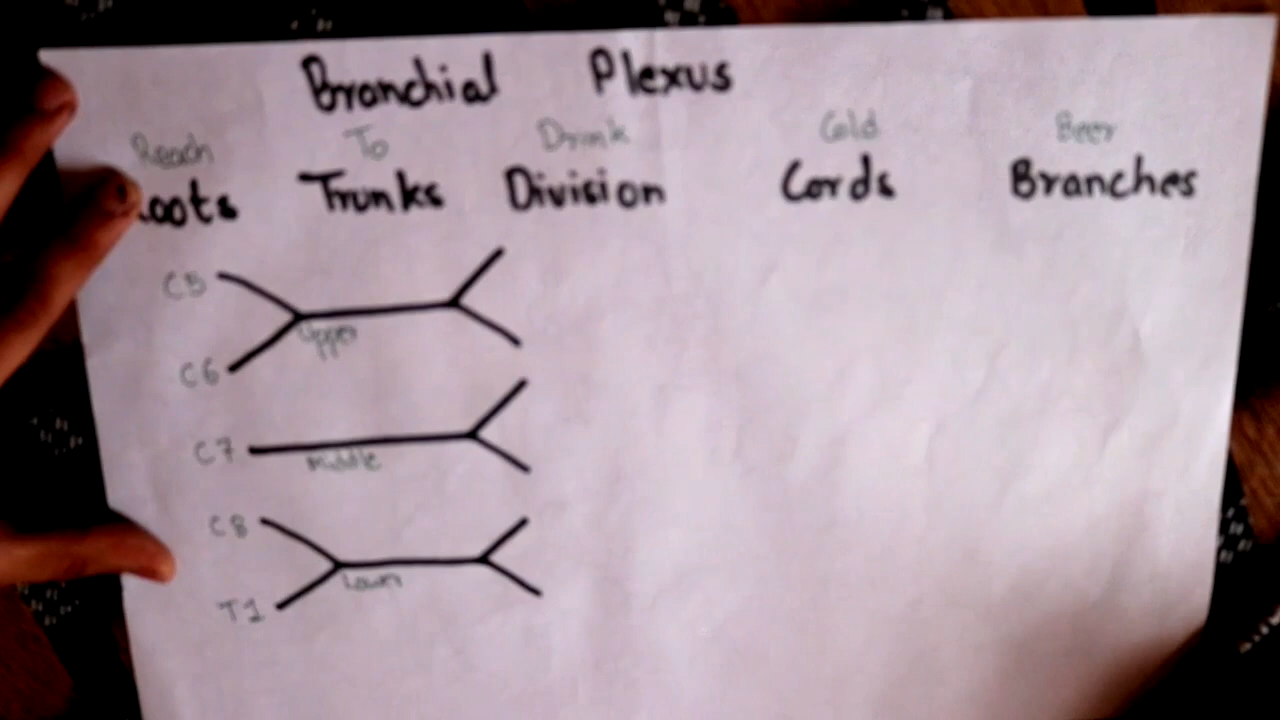 Branchial Plexus
Reach To Drink Cold Beer
Roots Trunks Division Cords Branches
C5
Upper
C6
C7
Middle
C8
Lower
T1